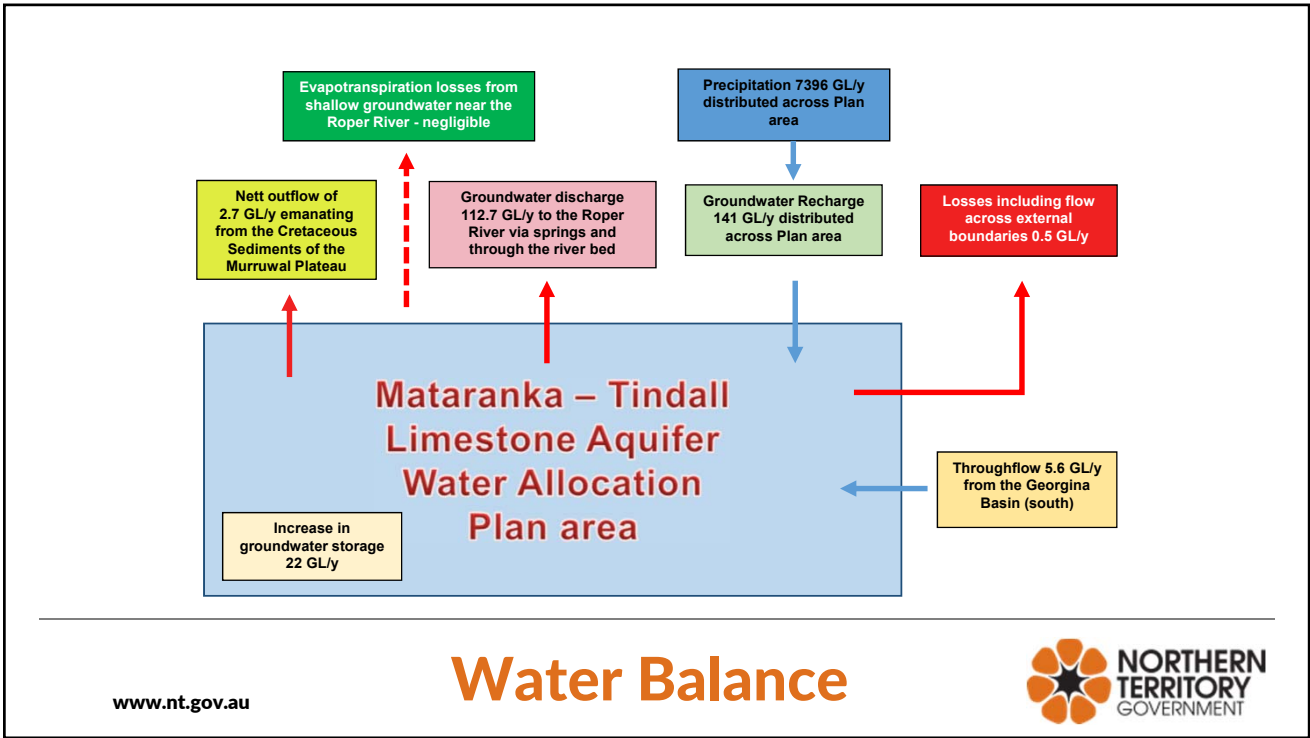 Evapotranspiration losses from
shallow groundwater near the
Roper River - negligible
Precipitation 7396 GL/y
distributed across Plan
area
Nett outflow of
2.7 GL/y emanating
from the Cretaceous
Sediments of the
Murruwal Plateau
Groundwater discharge
112.7 GL/y to the Roper
River via springs and
through the river bed
Groundwater Recharge
141 GL/y distributed
across Plan area
Losses including flow
across external
boundaries 0.5 GL/y
Mataranka – Tindall
Limestone Aquifer
Water Allocation
Plan area
Throughflow 5.6 GL/y
from the Georgina
Basin (south)
Increase in
groundwater storage
22 GL/y
www.nt.gov.au
Water Balance
NORTHERN
TERRITORY
GOVERNMENT